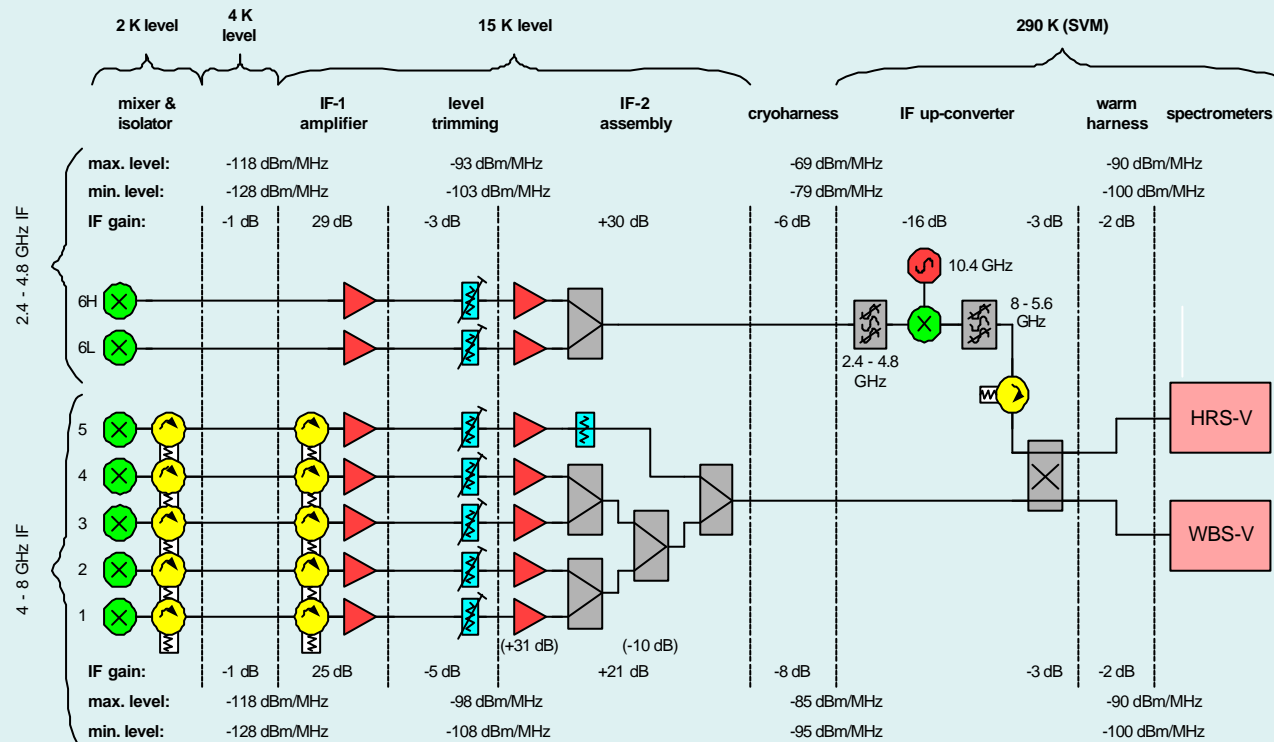 2 K level
4 K level
15 K level
290 K (SVM)
mixer & isolator
IF-1 amplifier
level trimming
IF-2 assembly
cryoharness
IF up-converter
warm harness
spectrometers
max. level: -118 dBm/MHz -93 dBm/MHz -69 dBm/MHz -90 dBm/MHz
min. level: -128 dBm/MHz -103 dBm/MHz -79 dBm/MHz -100 dBm/MHz
IF gain: -1 dB 29 dB -3 dB +30 dB -6 dB -16 dB -3 dB -2 dB
2.4 - 4.8 GHz IF
10.4 GHz
6H
8 - 5.6 GHz
6L
2.4 - 4.8 GHz
HRS-V
5
4
3
WBS-V
2
1
4 - 8 GHz IF
(+31 dB) (-10 dB)
IF gain: -1 dB 25 dB -5 dB +21 dB -8 dB -3 dB -2 dB
max. level: -118 dBm/MHz -98 dBm/MHz -85 dBm/MHz -90 dBm/MHz
min. level: -128 dBm/MHz -108 dBm/MHz -95 dBm/MHz -100 dBm/MHz